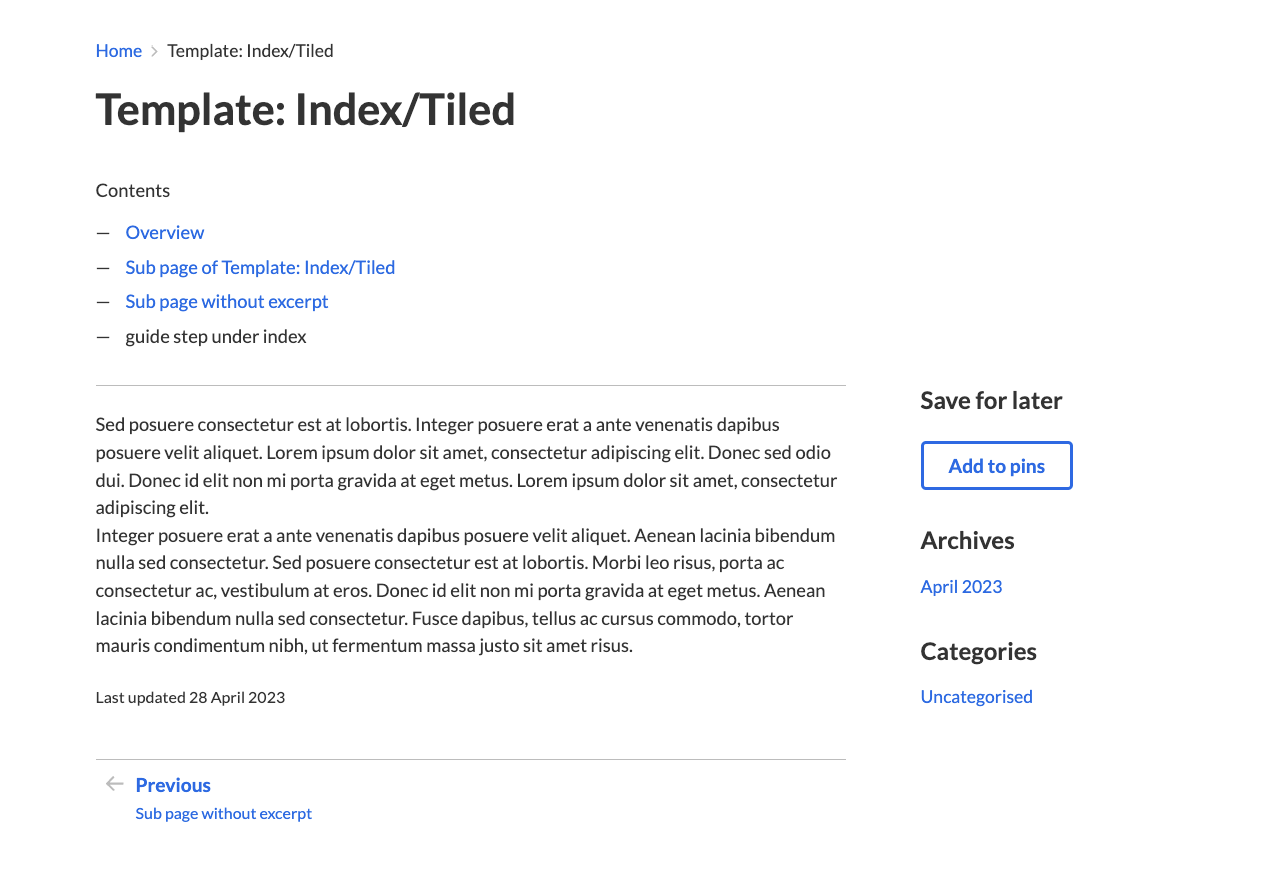 Home > Template: Index/Tiled
Template: Index/Tiled
Contents
— Overview
— Sub page of Template: Index/Tiled
— Sub page without excerpt
— guide step under index
Sed posuere consectetur est at lobortis. Integer posuere erat a ante venenatis dapibus
posuere velit aliquet. Lorem ipsum dolor sit amet, consectetur adipiscing elit. Donec sed odio
dui. Donec id elit non mi porta gravida at eget metus. Lorem ipsum dolor sit amet, consectetur
adipiscing elit.
Integer posuere erat a ante venenatis dapibus posuere velit aliquet. Aenean lacinia bibendum
nulla sed consectetur. Sed posuere consectetur est at lobortis. Morbi leo risus, porta ac
consectetur ac, vestibulum at eros. Donec id elit non mi porta gravida at eget metus. Aenean
lacinia bibendum nulla sed consectetur. Fusce dapibus, tellus ac cursus commodo, tortor
mauris condimentum nibh, ut fermentum massa justo sit amet risus.
Last updated 28 April 2023
Previous
Sub page without excerpt
Save for later
Add to pins
Archives
April 2023
Categories
Uncategorised